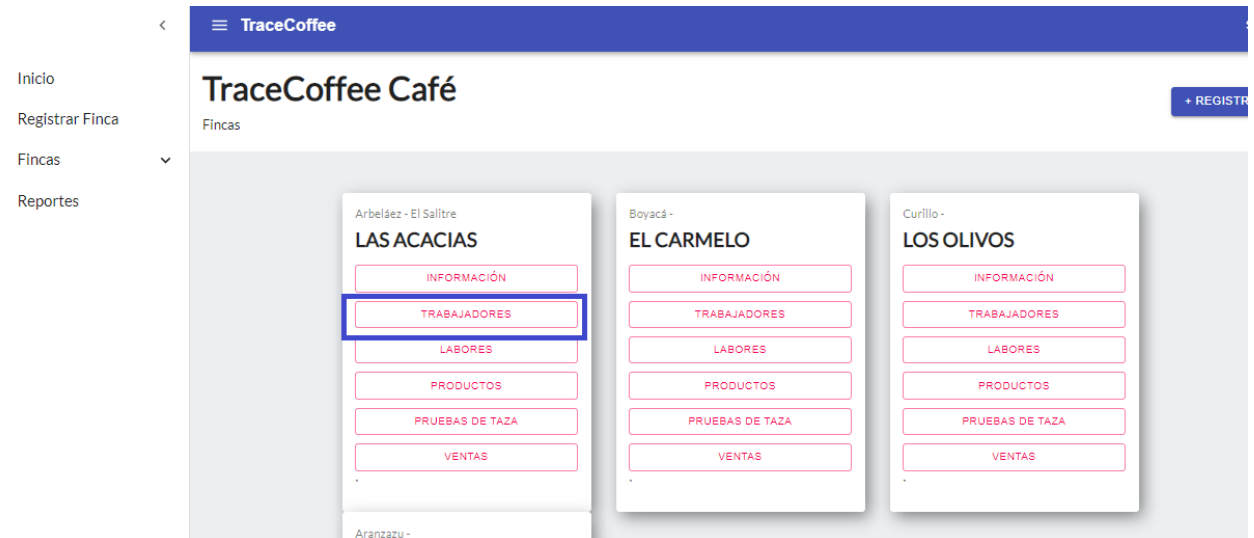 TraceCoffee
Inicio
Registrar Finca
Fincas
Reportes
TraceCoffee Café
Fincas
Arbeláez - El Salitre
LAS ACACIAS
INFORMACIÓN
TRABAJADORES
LABORES
PRODUCTOS
PRUEBAS DE TAZA
VENTAS
Boyacá -
EL CARMELO
INFORMACIÓN
TRABAJADORES
LABORES
PRODUCTOS
PRUEBAS DE TAZA
VENTAS
Curillo -
LOS OLIVOS
INFORMACIÓN
TRABAJADORES
LABORES
PRODUCTOS
PRUEBAS DE TAZA
VENTAS
Aranzazu -